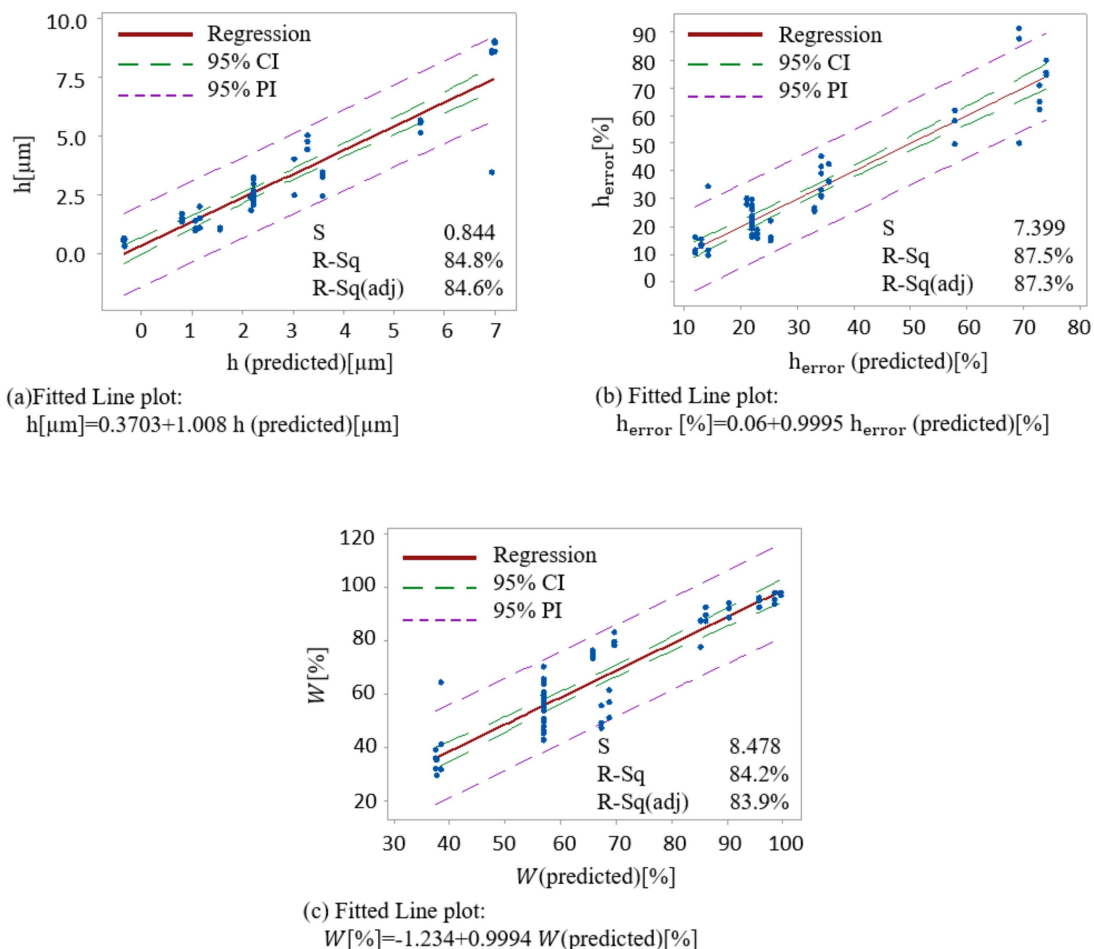 10.0
7.5
5.0
2.5
0.0
h[µm]
Regression
95% CI
95% PI
S 0.844
R-Sq 84.8%
R-Sq(adj) 84.6%
0 1 2 3 4 5 6 7
h (predicted)[µm]
(a)Fitted Line plot:
h[µm]=0.3703+1.008 h (predicted)[µm]
90
80
70
60
50
40
30
20
10
0
h_error[%]
Regression
95% CI
95% PI
S 7.399
R-Sq 87.5%
R-Sq(adj) 87.3%
10 20 30 40 50 60 70 80
h_error (predicted)[%]
(b) Fitted Line plot:
h_error [%]=0.06+0.9995 h_error (predicted)[%]
120
100
80
60
40
20
W[%]
Regression
95% CI
95% PI
S 8.478
R-Sq 84.2%
R-Sq(adj) 83.9%
30 40 50 60 70 80 90 100
W(predicted)[%]
(c) Fitted Line plot:
W[%]=-1.234+0.9994 W(predicted)[%]